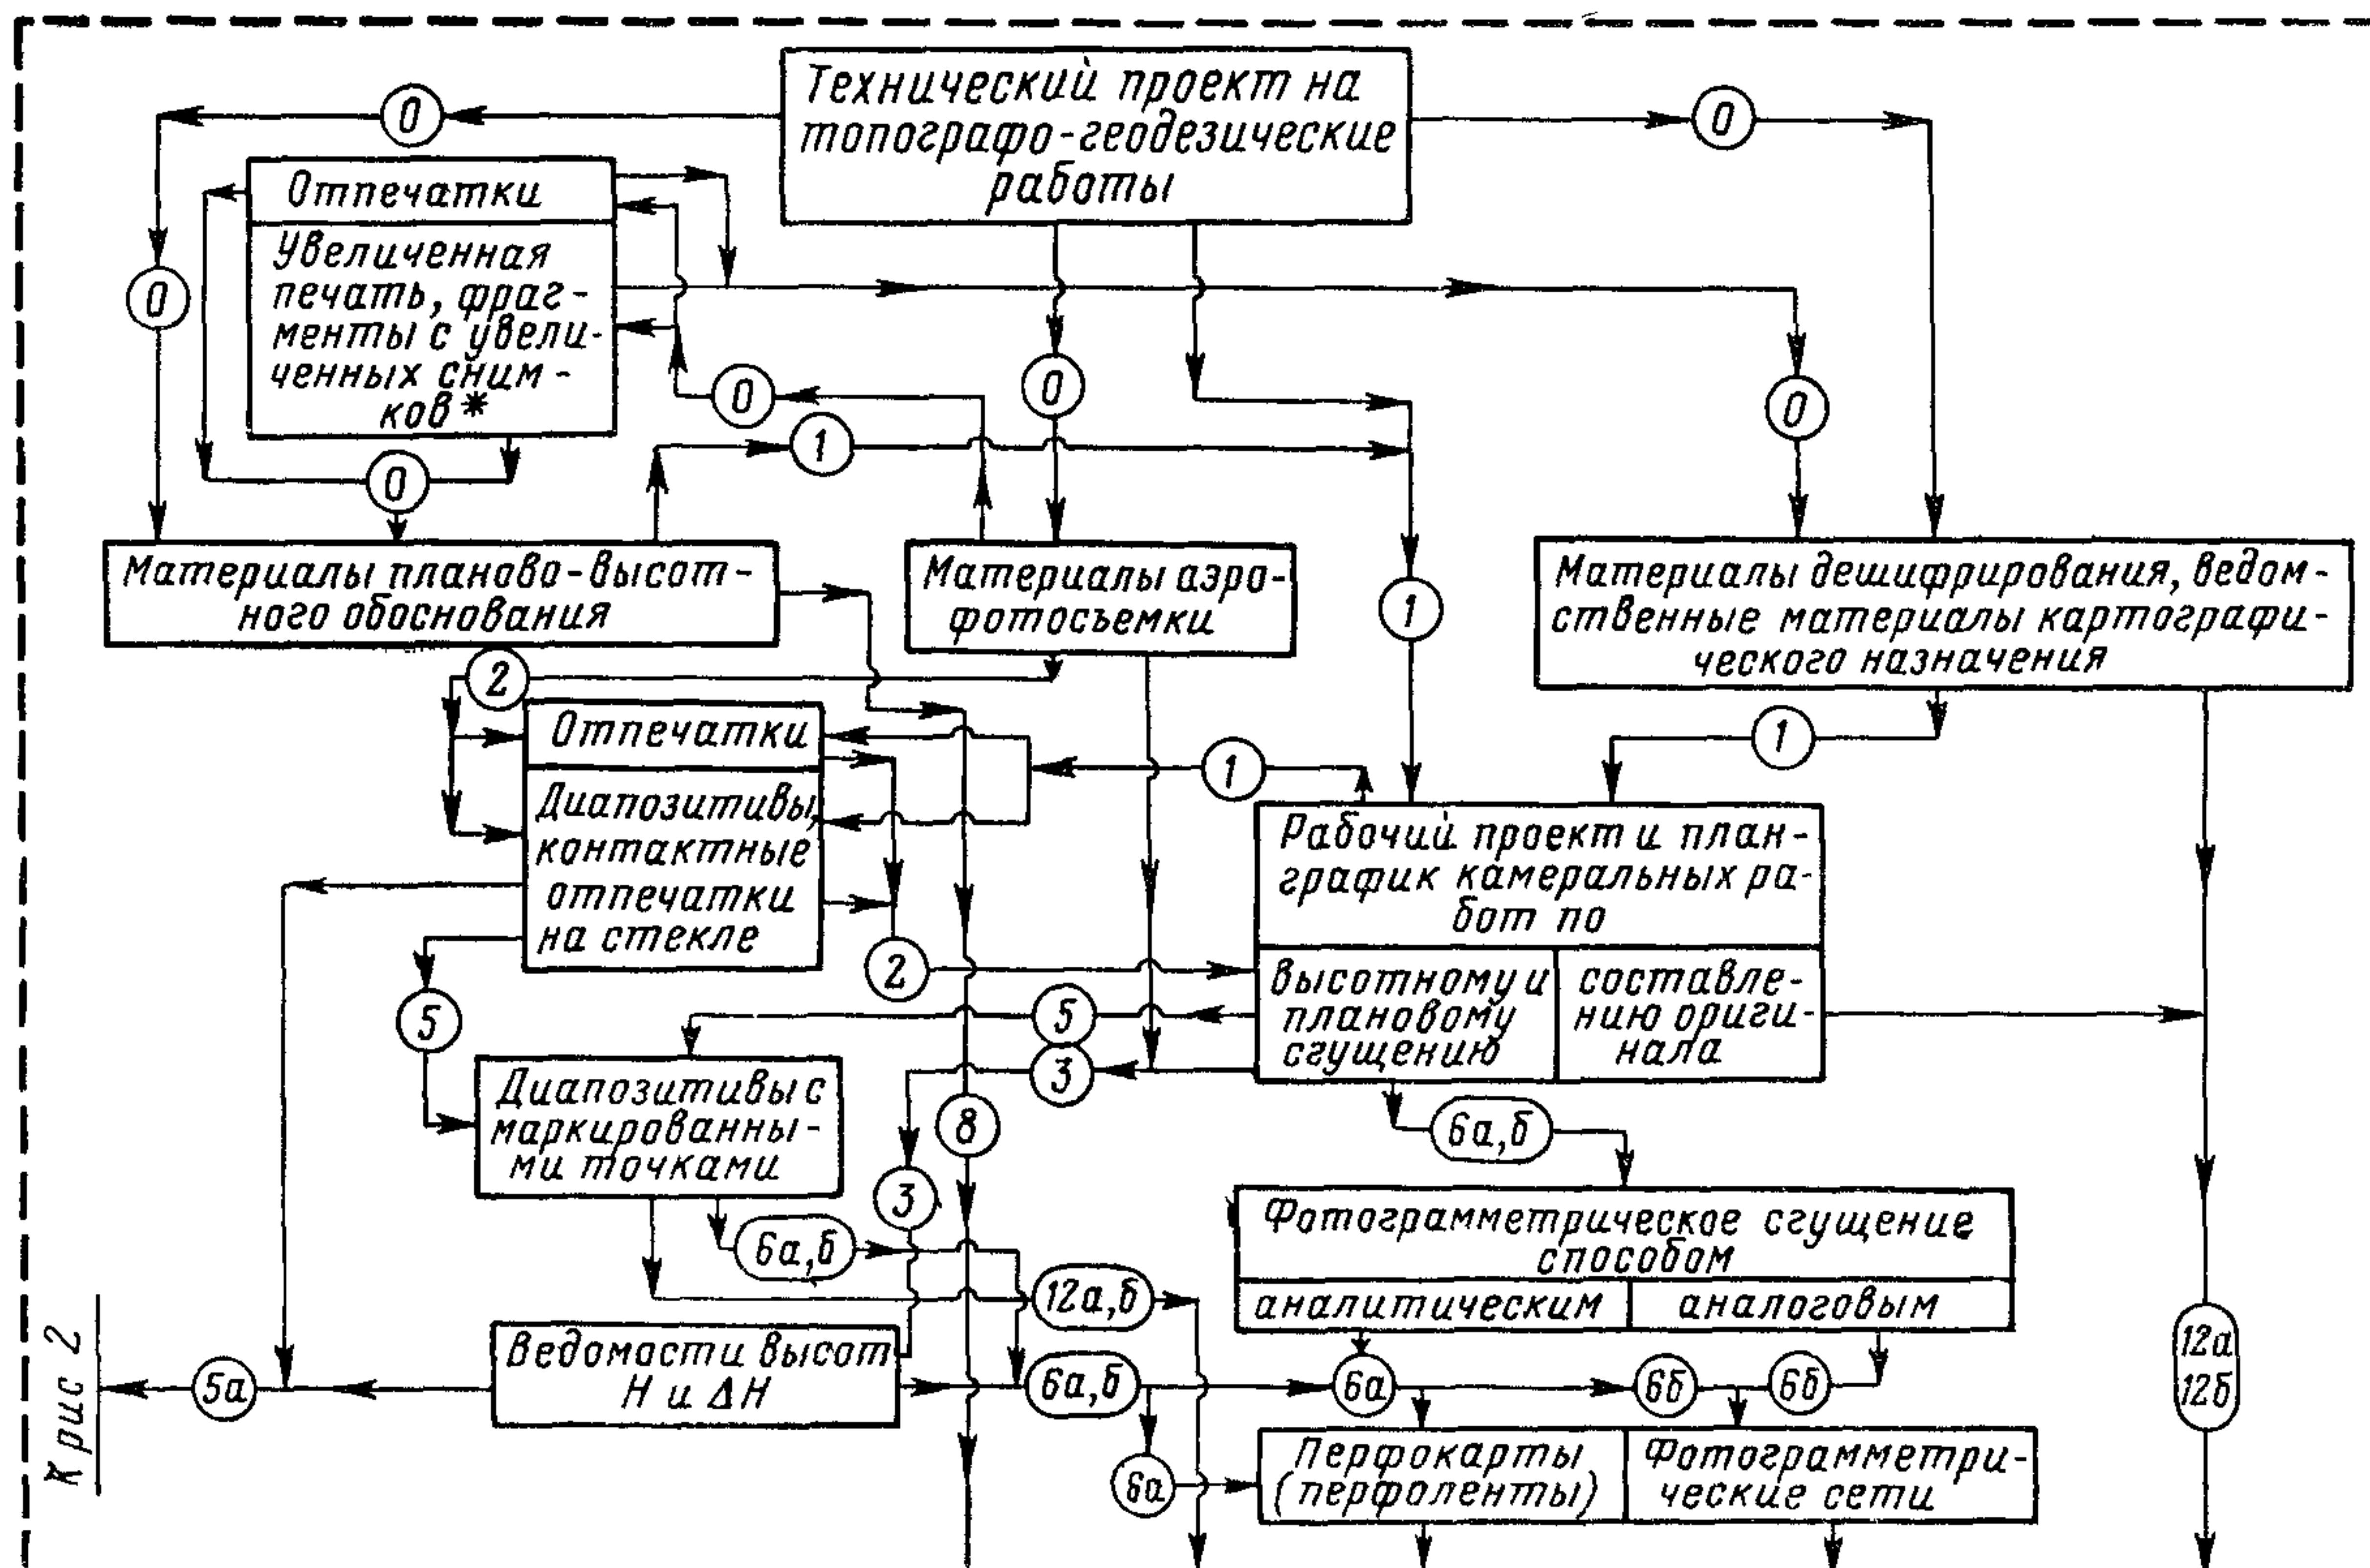 Технический проект на
топографо-геодезические
работы
0
0
Отпечатки
Увеличенная
печать, фраг-
менты с увели-
ченных сним-
ков*
0
0
0
0
1
0
Материалы планово-высот-
ного обоснования
Материалы аэро-
фотосъемки
1
Материалы дешифрирования, ведом-
ственные материалы картографи-
ческого назначения
2
Отпечатки
1
1
Диапозитивы,
контактные
отпечатки
на стекле
Рабочий проект и план-
график камеральных ра-
бот по
высотному и
плановому
сгущению
составле-
нию ориги-
нала
2
5
5
3
Диапозитивы с
маркированны-
ми точками
8
6а,б
3
Фотограмметрическое сгущение
способом
аналитическим
аналоговым
6а,б
12а,б
12а
12б
К рис 2
5а
Ведомости высот
Н и ΔН
6а,б
6а
6б
6б
6а
Перфокарты
(перфоленты)
Фотограмметри-
ческие сети